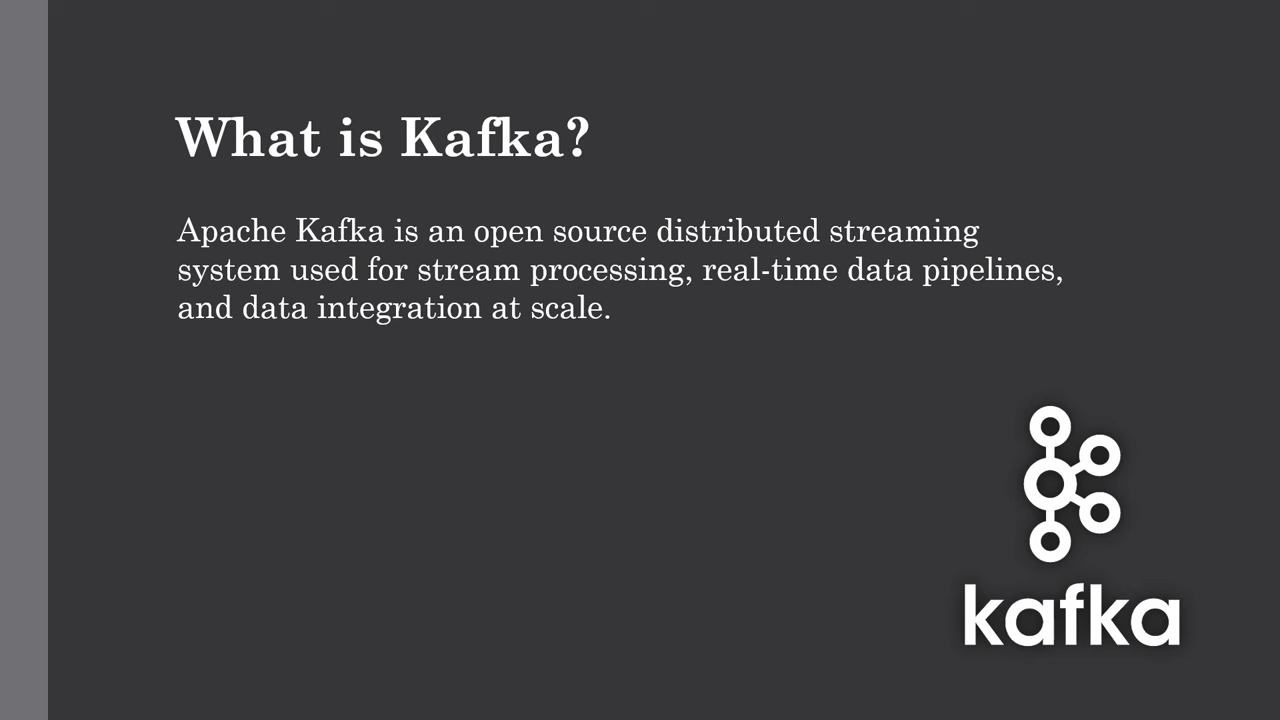 What is Kafka?
Apache Kafka is an open source distributed streaming
system used for stream processing, real-time data pipelines,
and data integration at scale.
kafka